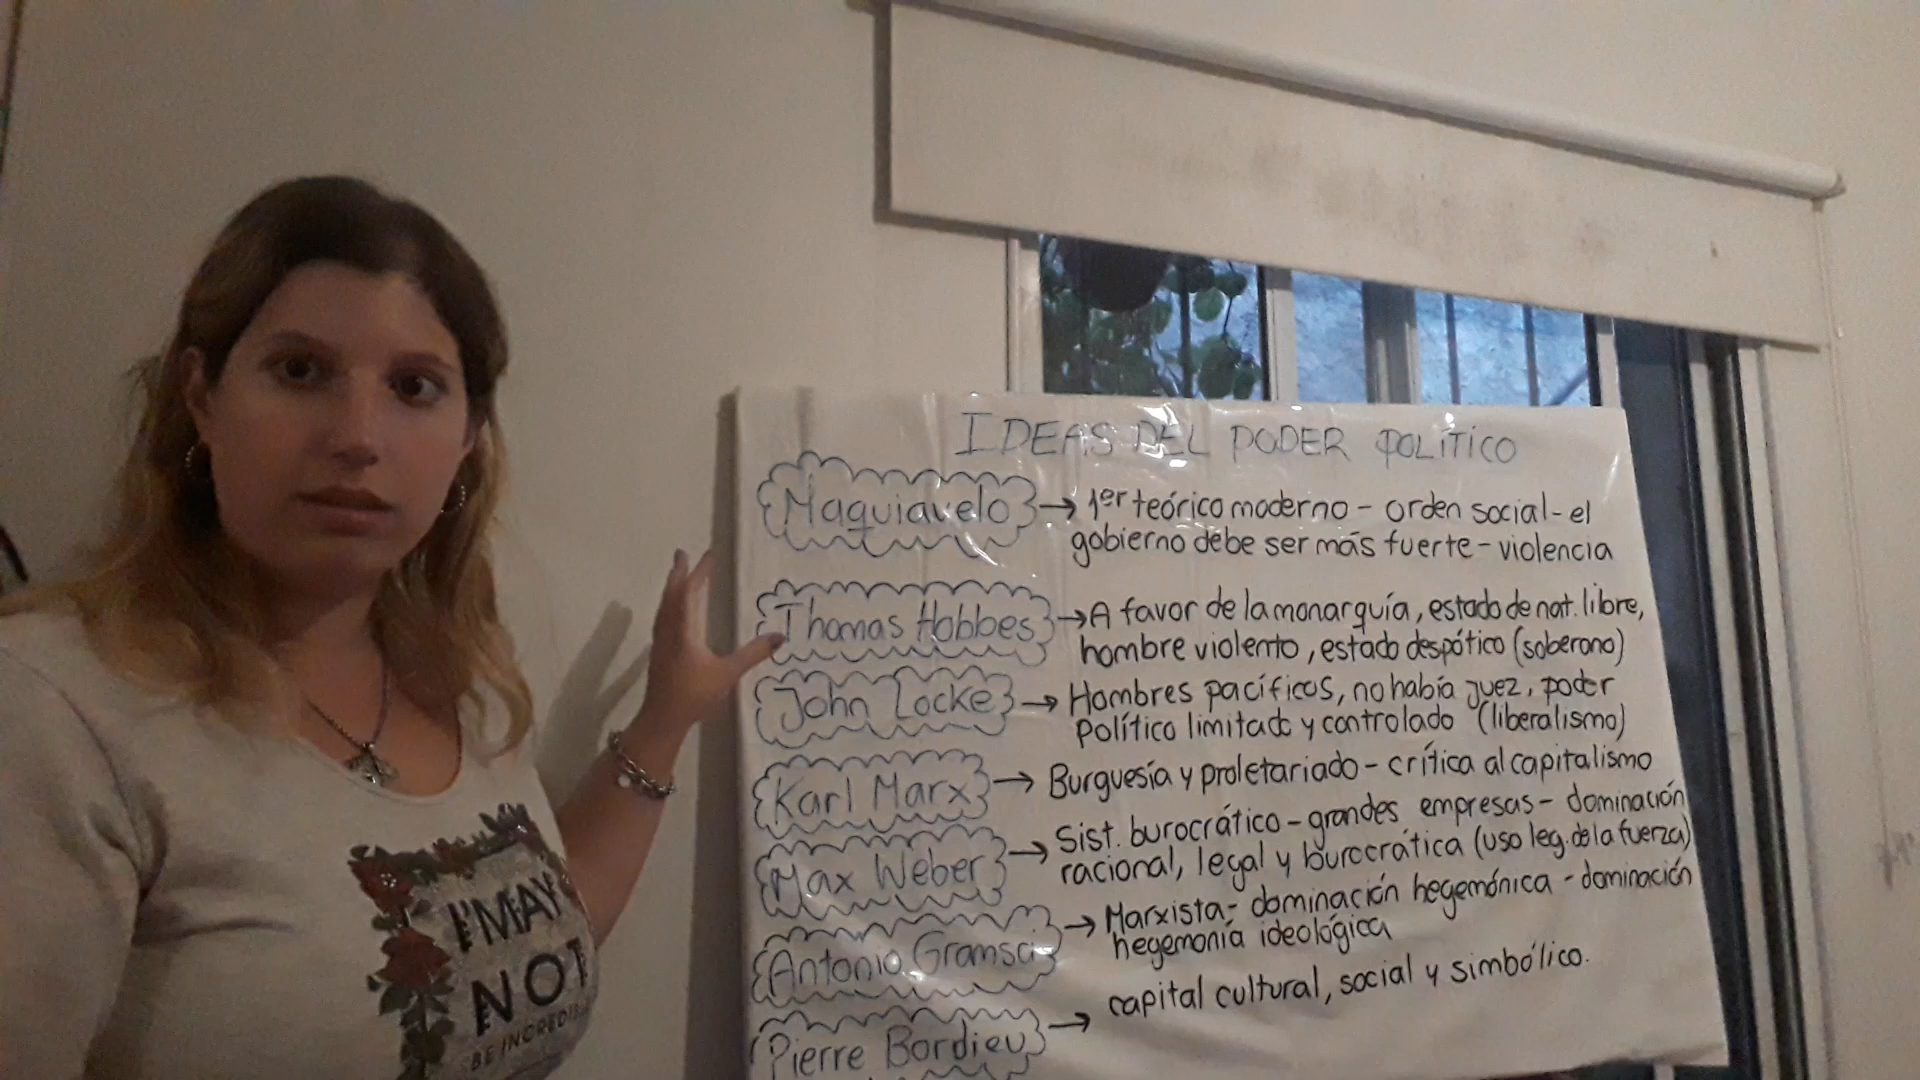 IDEAS DEL PODER POLÍTICO
Maquiavelo → 1er teórico moderno - orden social - el
gobierno debe ser más fuerte - violencia
Thomas Hobbes → A favor de la monarquía, estado de nat. libre,
hombre violento, estado despótico (soberano)
John Locke → Hombres pacíficos, no había juez, poder
Político limitado y controlado (liberalismo)
Karl Marx → Burguesía y proletariado - crítica al capitalismo
Max Weber → Sist. burocrático - grandes empresas - dominación
racional, legal y burocrática (uso leg. de la fuerza)
Antonio Gramsci → Marxista - dominación hegemónica - dominación
hegemonía ideológica
Pierre Bordieu → capital cultural, social y simbólico.
I'M AY
NOT
BE INCREDIBL